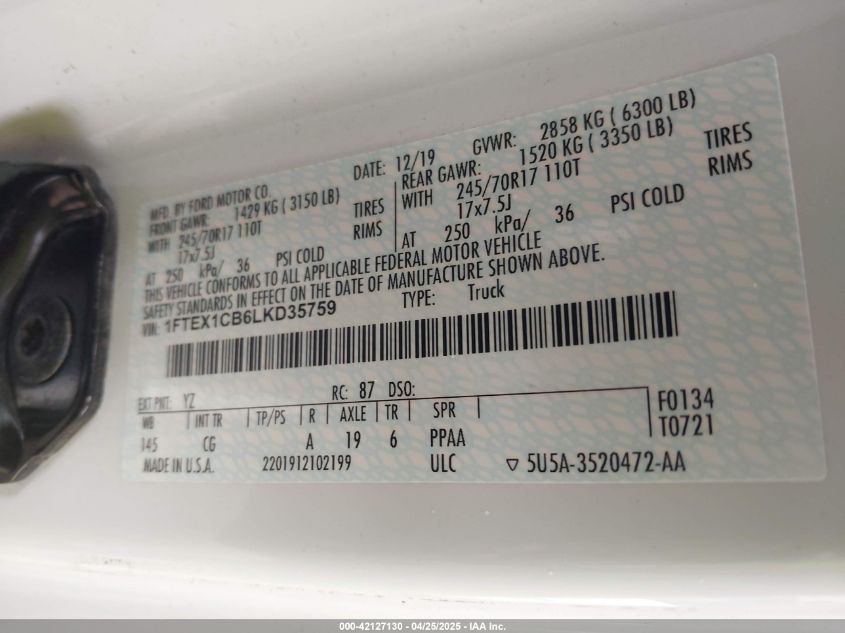 MFD. BY FORD MOTOR CO. DATE: 12/19 GVWR: 2858 KG ( 6300 LB)
FRONT GAWR: 1429 KG ( 3150 LB) REAR GAWR: 1520 KG ( 3350 LB)
WITH 245/70R17 110T TIRES WITH 245/70R17 110T TIRES
17x7.5J RIMS 17x7.5J RIMS
AT 250 kPa/ 36 PSI COLD AT 250 kPa/ 36 PSI COLD
THIS VEHICLE CONFORMS TO ALL APPLICABLE FEDERAL MOTOR VEHICLE
SAFETY STANDARDS IN EFFECT ON THE DATE OF MANUFACTURE SHOWN ABOVE.
VIN: 1FTEX1CB6LKD35759 TYPE: Truck
EXT PNT: YZ RC: 87 DSO: F0134
WB INT TR TP/PS R AXLE TR SPR T0721
145 CG A 19 6 PPAA
MADE IN U.S.A. 2201912102199 ULC ▽ 5U5A-3520472-AA
000-42127130 - 04/25/2025 - IAA Inc.